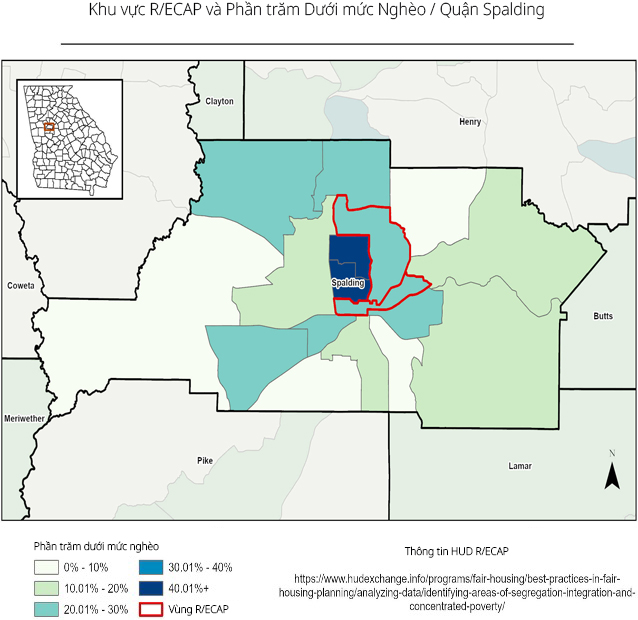 Khu vực R/ECAP và Phần trăm Dưới mức Nghèo / Quận Spalding
Clayton
Henry
Coweta
Spalding
Butts
Meriwether
Pike
Lamar
N
Phần trăm dưới mức nghèo
0% - 10%
10.01% - 20%
20.01% - 30%
30.01% - 40%
40.01%+
Vùng R/ECAP
Thông tin HUD R/ECAP
https://www.hudexchange.info/programs/fair-housing/best-practices-in-fair-
housing-planning/analyzing-data/identifying-areas-of-segregation-integration-and-
concentrated-poverty/